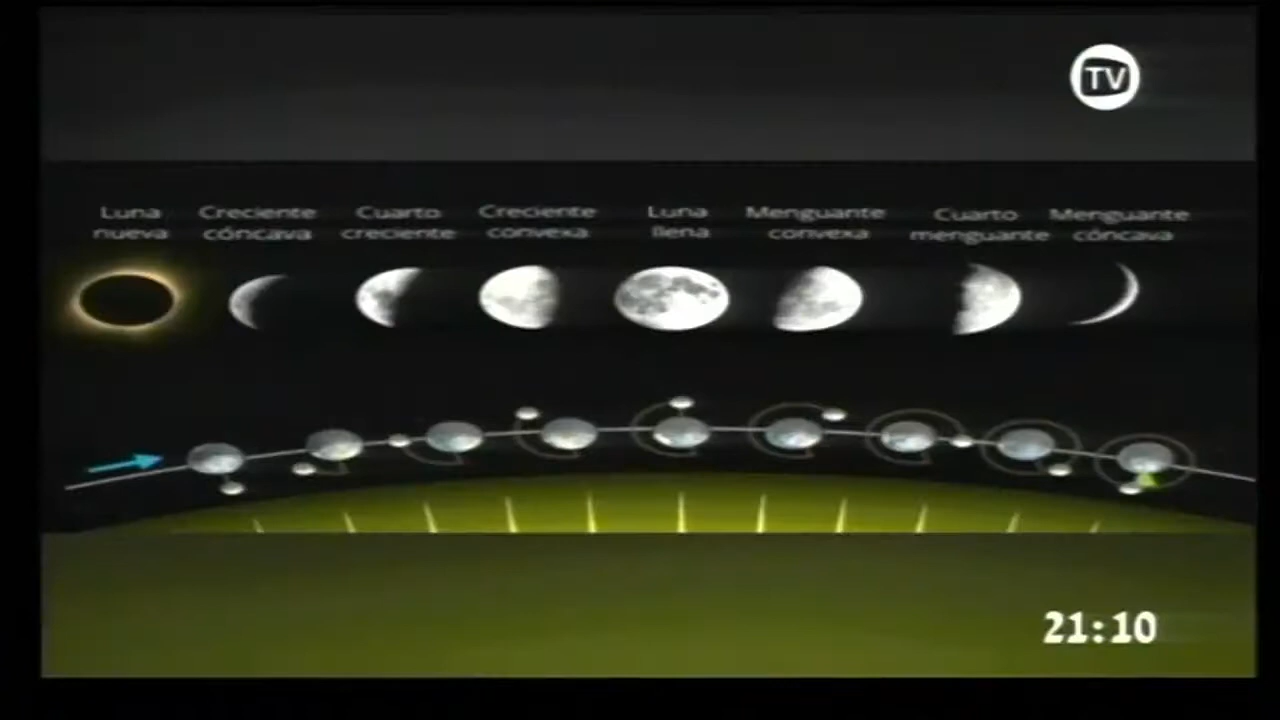 TV
Luna
nueva
Creciente
cóncava
Cuarto
creciente
Creciente
convexa
Luna
llena
Menguante
convexa
Cuarto
menguante
Menguante
cóncava
21:10